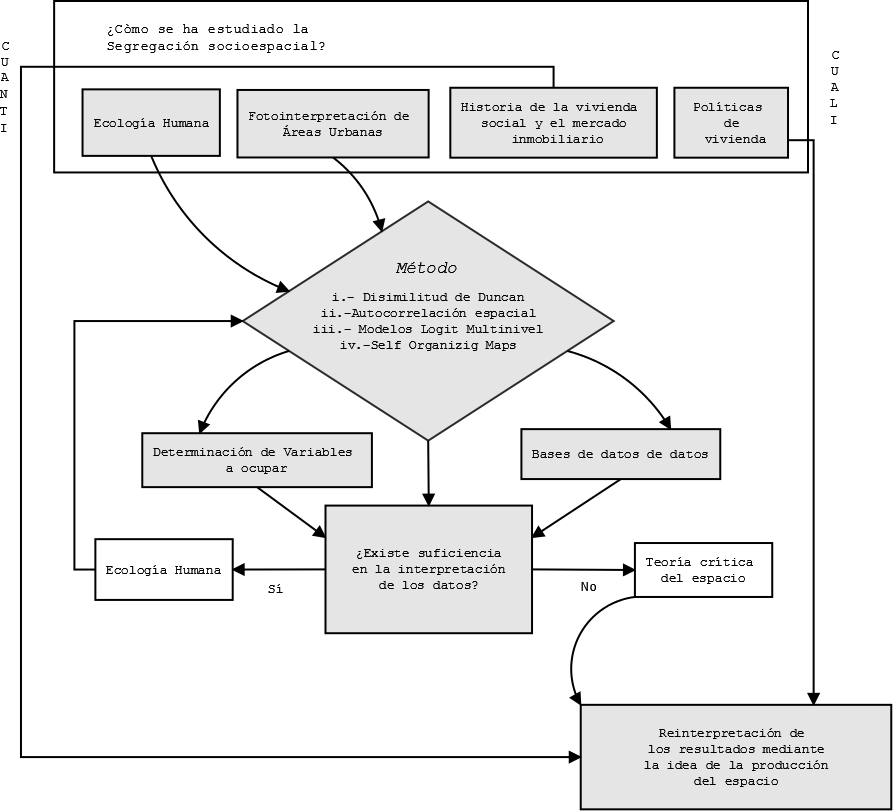 ¿Còmo se ha estudiado la
Segregación socioespacial?
CUANTI
CUALI
Ecología Humana
Fotointerpretación de
Áreas Urbanas
Historia de la vivienda
social y el mercado
inmobiliario
Políticas
de
vivienda
Método
i.- Disimilitud de Duncan
ii.-Autocorrelación espacial
iii.- Modelos Logit Multinivel
iv.-Self Organizig Maps
Determinación de Variables
a ocupar
Bases de datos de datos
¿Existe suficiencia
en la interpretación
de los datos?
Ecología Humana
Sí
No
Teoría crítica
del espacio
Reinterpretación de
los resultados mediante
la idea de la producción
del espacio